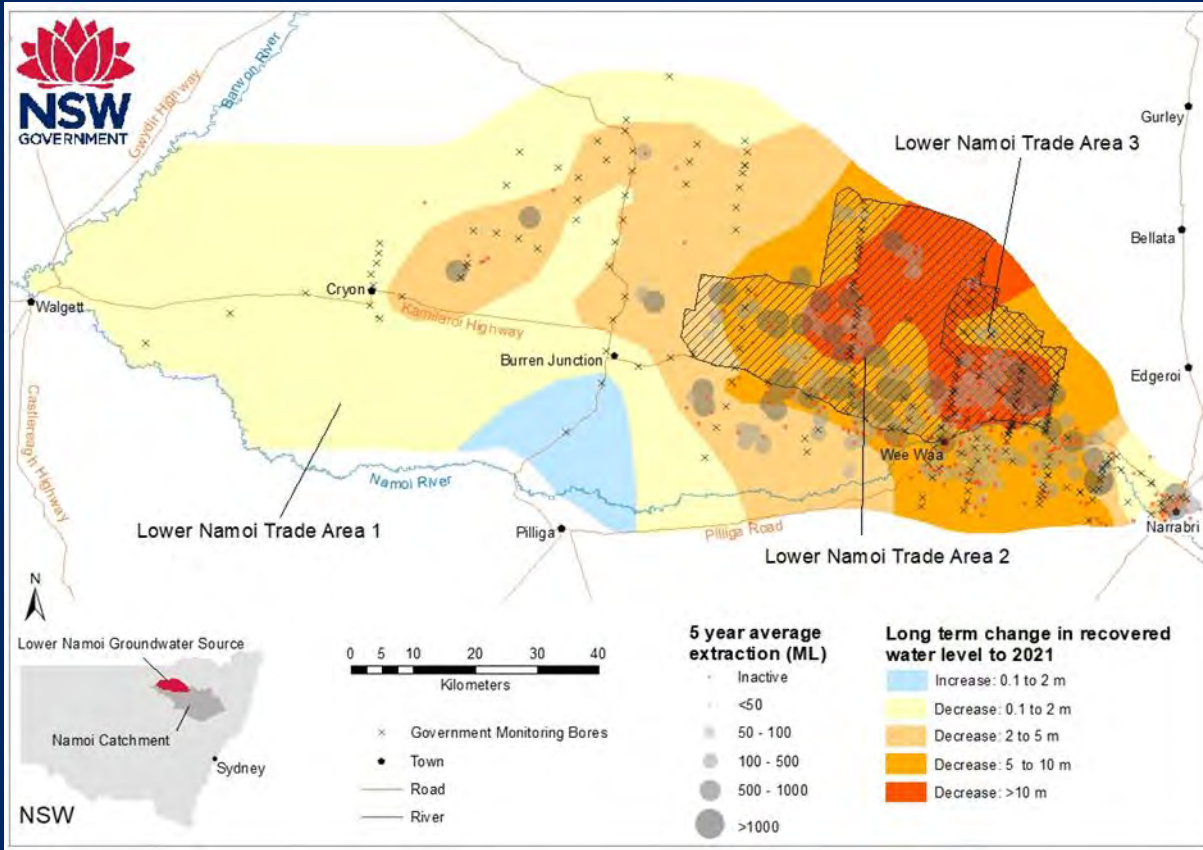 NSW
GOVERNMENT
Gwydir Highway
Barwon River
Gurley
Lower Namoi Trade Area 3
Bellata
Cryon
Walgett
Kamilaroi Highway
Burren Junction
Edgeroi
Castlereagh Highway
Wee Waa
Namoi River
Narrabri
Lower Namoi Trade Area 1
Pilliga
Pilliga Road
Lower Namoi Trade Area 2
N
Lower Namoi Groundwater Source
Namoi Catchment
Sydney
NSW
0 5 10 20 30 40
Kilometers
Government Monitoring Bores
Town
Road
River
5 year average
extraction (ML)
Inactive
<50
50 - 100
100 - 500
500 - 1000
>1000
Long term change in recovered
water level to 2021
Increase: 0.1 to 2 m
Decrease: 0.1 to 2 m
Decrease: 2 to 5 m
Decrease: 5 to 10 m
Decrease: >10 m